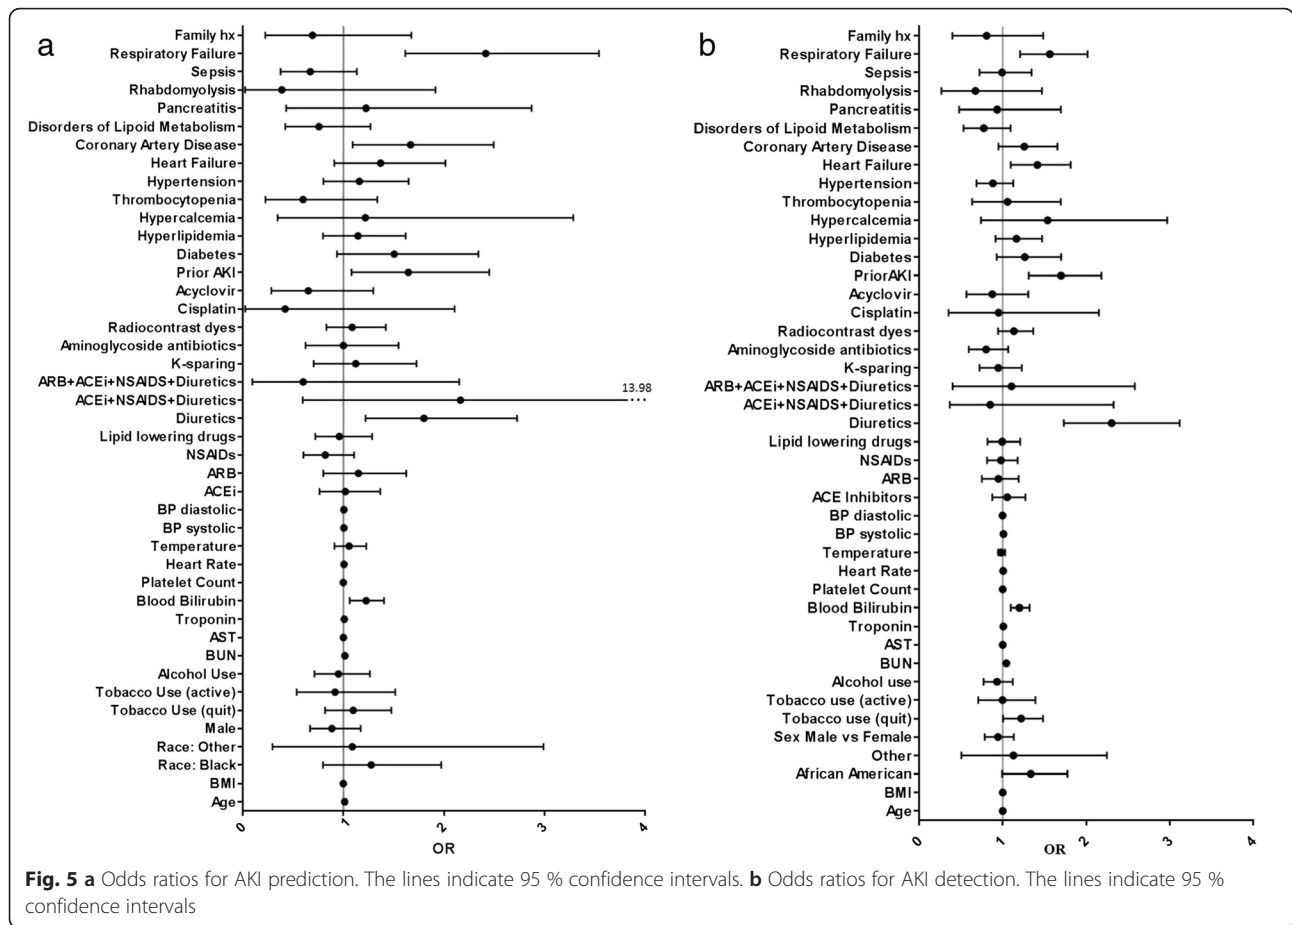 a
Family hx
Respiratory Failure
Sepsis
Rhabdomyolysis
Pancreatitis
Disorders of Lipoid Metabolism
Coronary Artery Disease
Heart Failure
Hypertension
Thrombocytopenia
Hypercalcemia
Hyperlipidemia
Diabetes
Prior AKI
Acyclovir
Cisplatin
Radiocontrast dyes
Aminoglycoside antibiotics
K-sparing
ARB+ACEi+NSAIDS+Diuretics
13.98
ACEi+NSAIDS+Diuretics
Diuretics
Lipid lowering drugs
NSAIDs
ARB
ACEi
BP diastolic
BP systolic
Temperature
Heart Rate
Platelet Count
Blood Bilirubin
Troponin
AST
BUN
Alcohol Use
Tobacco Use (active)
Tobacco Use (quit)
Male
Race: Other
Race: Black
BMI
Age
0 1 2 3 4
OR
b
Family hx
Respiratory Failure
Sepsis
Rhabdomyolysis
Pancreatitis
Disorders of Lipoid Metabolism
Coronary Artery Disease
Heart Failure
Hypertension
Thrombocytopenia
Hypercalcemia
Hyperlipidemia
Diabetes
PriorAKI
Acyclovir
Cisplatin
Radiocontrast dyes
Aminoglycoside antibiotics
K-sparing
ARB+ACEi+NSAIDS+Diuretics
ACEi+NSAIDS+Diuretics
Diuretics
Lipid lowering drugs
NSAIDs
ARB
ACE Inhibitors
BP diastolic
BP systolic
Temperature
Heart Rate
Platelet Count
Blood Bilirubin
Troponin
AST
BUN
Alcohol use
Tobacco use (active)
Tobacco use (quit)
Sex Male vs Female
Other
African American
BMI
Age
0 1 2 3 4
OR
Fig. 5 a Odds ratios for AKI prediction. The lines indicate 95 % confidence intervals. b Odds ratios for AKI detection. The lines indicate 95 %
confidence intervals